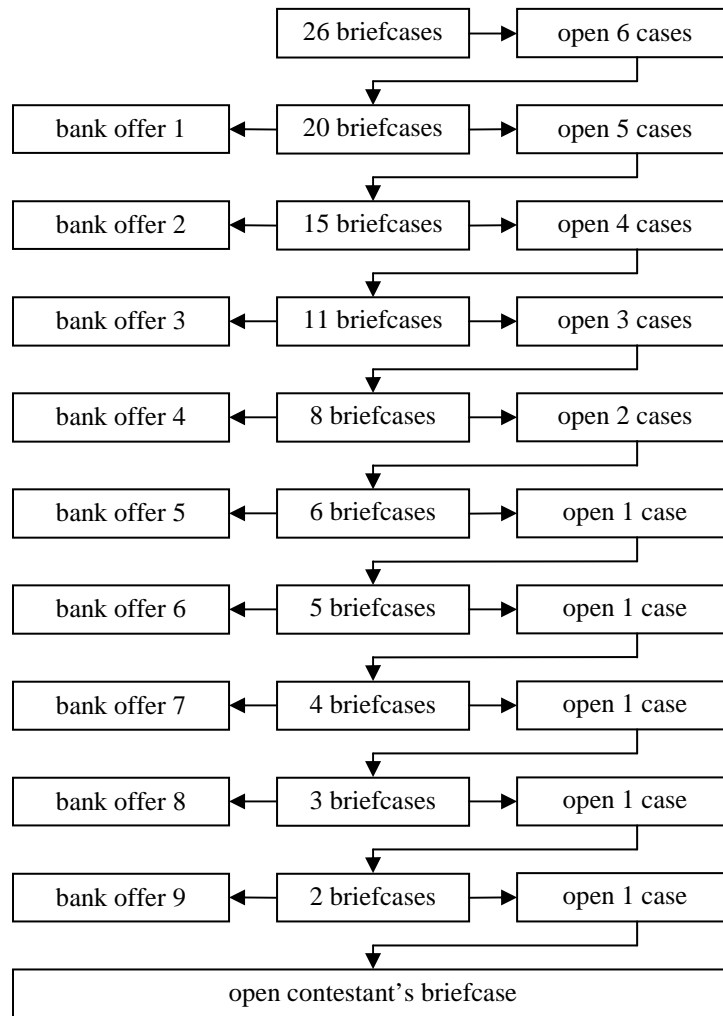 26 briefcases open 6 cases
bank offer 1 20 briefcases open 5 cases
bank offer 2 15 briefcases open 4 cases
bank offer 3 11 briefcases open 3 cases
bank offer 4 8 briefcases open 2 cases
bank offer 5 6 briefcases open 1 case
bank offer 6 5 briefcases open 1 case
bank offer 7 4 briefcases open 1 case
bank offer 8 3 briefcases open 1 case
bank offer 9 2 briefcases open 1 case
open contestant’s briefcase